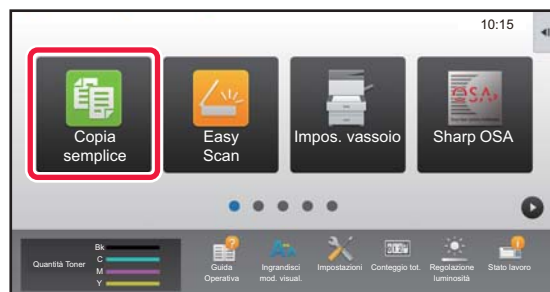 10:15
Copia
semplice
Easy
Scan
Impos. vassoio
OSA
Sharp OSA
Quantità Toner
Bk
C
M
Y
Guida
Operativa
Ingrandisci
mod. visual.
Impostazioni
Conteggio tot.
Regolazione
luminosità
Stato lavoro